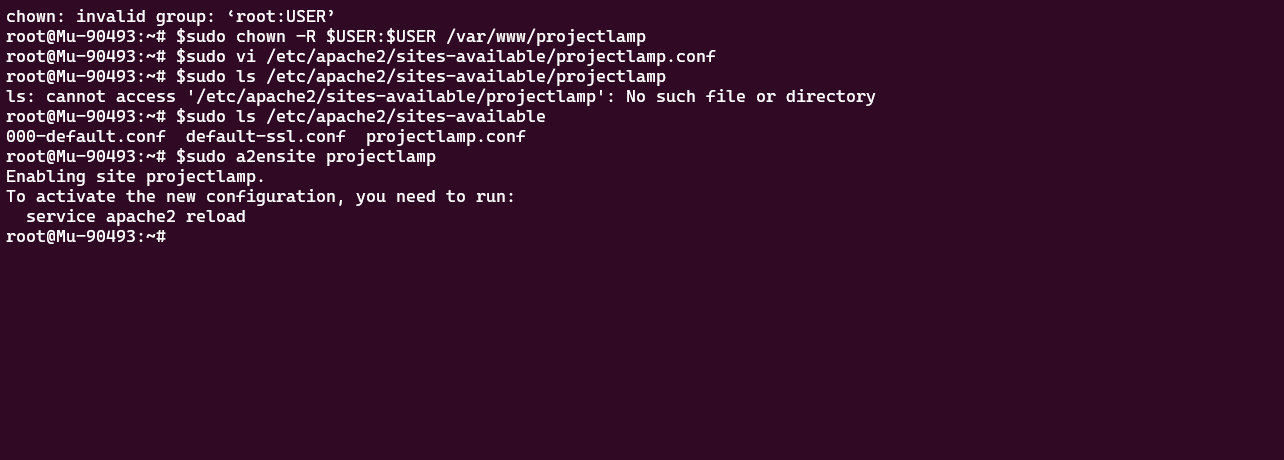 chown: invalid group: ‘root:USER’
root@Mu-90493:~# $sudo chown -R $USER:$USER /var/www/projectlamp
root@Mu-90493:~# $sudo vi /etc/apache2/sites-available/projectlamp.conf
root@Mu-90493:~# $sudo ls /etc/apache2/sites-available/projectlamp
ls: cannot access '/etc/apache2/sites-available/projectlamp': No such file or directory
root@Mu-90493:~# $sudo ls /etc/apache2/sites-available
000-default.conf  default-ssl.conf  projectlamp.conf
root@Mu-90493:~# $sudo a2ensite projectlamp
Enabling site projectlamp.
To activate the new configuration, you need to run:
  service apache2 reload
root@Mu-90493:~#